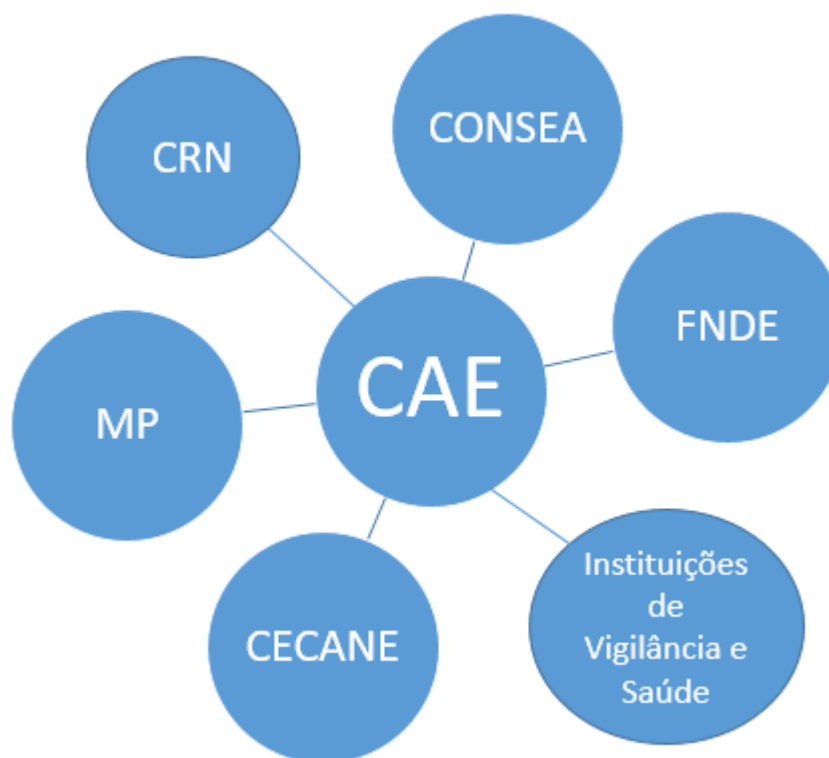 CONSEA
CRN
FNDE
CAE
MP
Instituições
de
Vigilância e
Saúde
CECANE